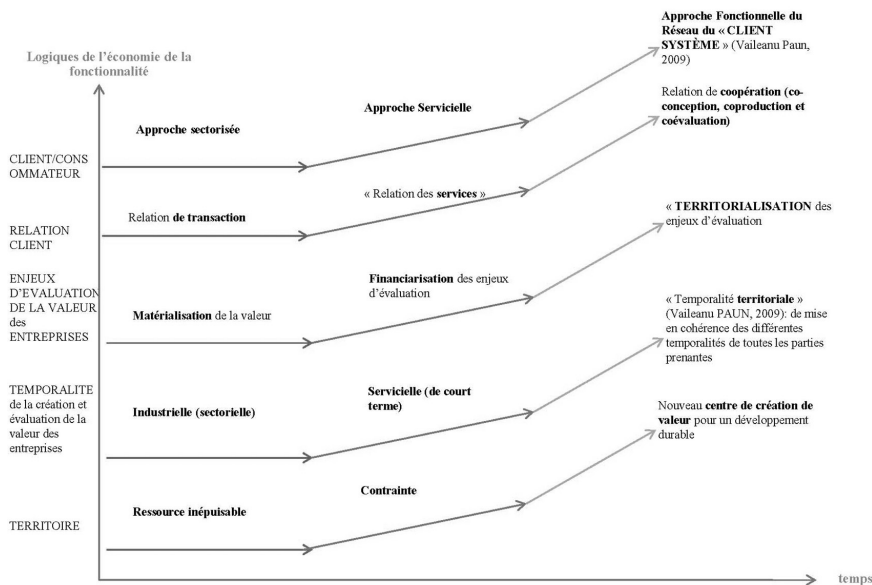 Logiques de l'économie de la
fonctionnalité
Approche Fonctionnelle du
Réseau du « CLIENT
SYSTÈME » (Vaileanu Paun,
2009)
Approche Servicielle
Approche sectorisée
CLIENT/CONS
OMMATEUR
Relation de coopération (co-
conception, coproduction et
coévaluation)
« Relation des services »
Relation de transaction
RELATION
CLIENT
« TERRITORIALISATION des
enjeux d'évaluation
Financiarisation des enjeux
d'évaluation
Matérialisation de la valeur
ENJEUX
D'EVALUATION
DE LA VALEUR
des
ENTREPRISES
« Temporalité territoriale »
(Vaileanu PAUN, 2009): de mise
en cohérence des différentes
temporalités de toutes les parties
prenantes
Servicielle (de court
terme)
Industrielle (sectorielle)
TEMPORALITE
de la création et
évaluation de la
valeur des
entreprises
Nouveau centre de création de
valeur pour un développement
durable
Contrainte
Ressource inépuisable
TERRITOIRE
temps